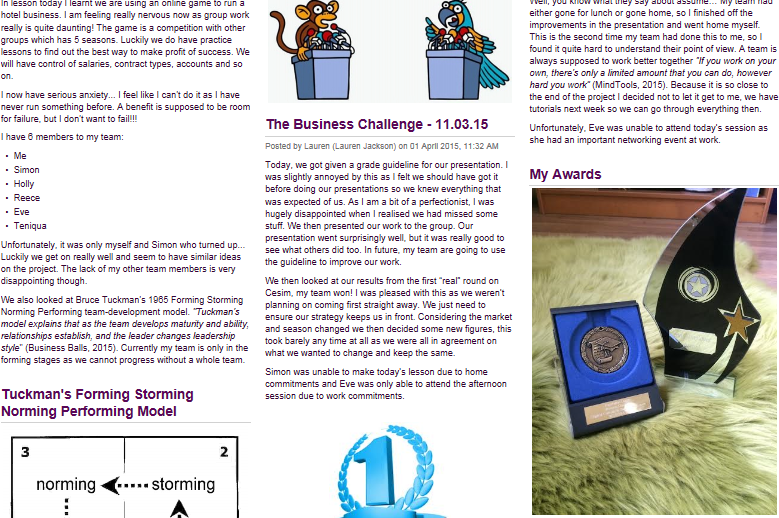 In lesson today I learnt we are using an online game to run a
hotel business. I am feeling really nervous now as group work
really is quite daunting! The game is a competition with other
groups which has 5 seasons. Luckily we do have practice
lessons to find out the best way to make profit of success. We
will have control of salaries, contract types, accounts and so
on.
I now have serious anxiety... I feel like I can't do it as I have
never run something before. A benefit is supposed to be room
for failure, but I don't want to fail!!!
I have 6 members to my team:
• Me
• Simon
• Holly
• Reece
• Eve
• Teniqua
Unfortunately, it was only myself and Simon who turned up...
Luckily we get on really well and seem to have similar ideas
on the project. The lack of my other team members is very
disappointing though.
We also looked at Bruce Tuckman's 1965 Forming Storming
Norming Performing team-development model. "Tuckman's
model explains that as the team develops maturity and ability,
relationships establish, and the leader changes leadership
style" (Business Balls, 2015). Currently my team is only in the
forming stages as we cannot progress without a whole team.
Tuckman's Forming Storming
Norming Performing Model
3
2
norming
storming
The Business Challenge - 11.03.15
Posted by Lauren (Lauren Jackson) on 01 April 2015, 11:32 AM
Today, we got given a grade guideline for our presentation. I
was slightly annoyed by this as I felt we should have got it
before doing our presentations so we knew everything that
was expected of us. As I am a bit of a perfectionist, I was
hugely disappointed when I realised we had missed some
stuff. We then presented our work to the group. Our
presentation went surprisingly well, but it was really good to
see what others did too. In future, my team are going to use
the guideline to improve our work.
We then looked at our results from the first "real" round on
Cesim, my team won! I was pleased with this as we weren't
planning on coming first straight away. We just need to
ensure our strategy keeps us in front. Considering the market
and season changed we then decided some new figures, this
took barely any time at all as we were all in agreement on
what we wanted to change and keep the same.
Simon was unable to make today's lesson due to home
commitments and Eve was only able to attend the afternoon
session due to work commitments.
1
Well, you know what they say about assume... My team had
either gone for lunch or gone home, so I finished off the
improvements in the presentation and went home myself.
This is the second time my team had done this to me, so I
found it quite hard to understand their point of view. A team is
always supposed to work better together "If you work on your
own, there's only a limited amount that you can do, however
hard you work" (MindTools, 2015). Because it is so close to
the end of the project I decided not to let it get to me, we have
tutorials next week so we can go through everything then.
Unfortunately, Eve was unable to attend today's session as
she had an important networking event at work.
My Awards